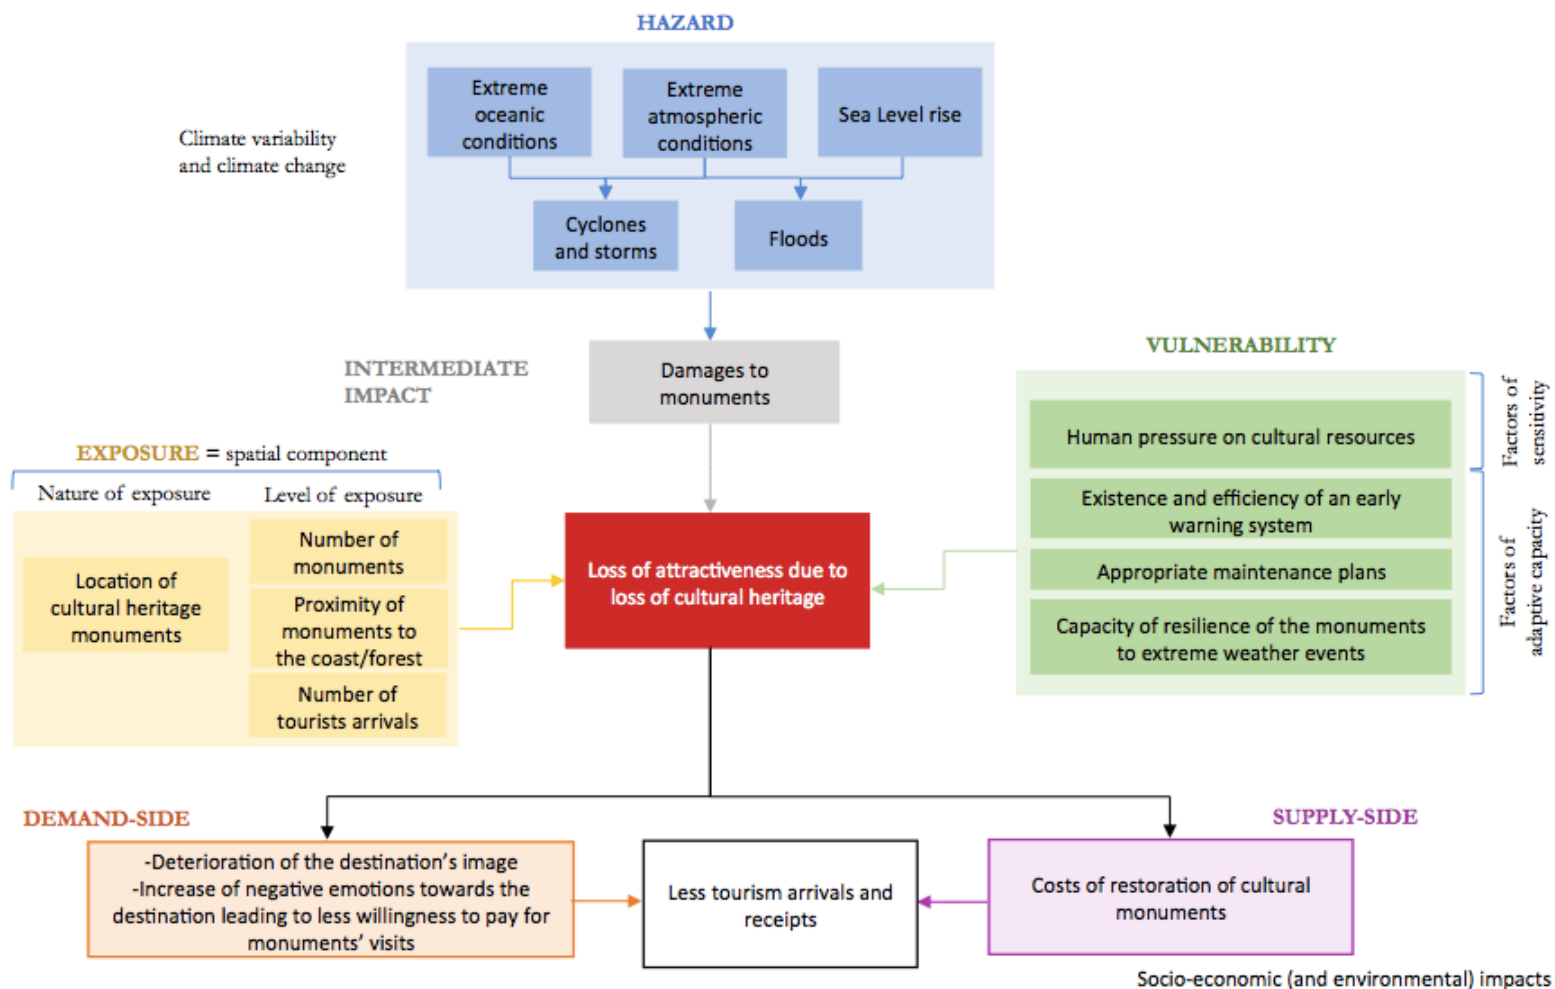 HAZARD
Extreme
oceanic
conditions
Extreme
atmospheric
conditions
Sea Level rise
Climate variability
and climate change
Cyclones
and storms
Floods
INTERMEDIATE
IMPACT
Damages to
monuments
VULNERABILITY
Human pressure on cultural resources
Existence and efficiency of an early
warning system
Appropriate maintenance plans
Capacity of resilience of the monuments
to extreme weather events
Factors of
sensitivity
Factors of
adaptive capacity
EXPOSURE = spatial component
Nature of exposure
Level of exposure
Location of
cultural heritage
monuments
Number of
monuments
Proximity of
monuments to
the coast/forest
Number of
tourists arrivals
Loss of attractiveness due to
loss of cultural heritage
DEMAND-SIDE
-Deterioration of the destination’s image
-Increase of negative emotions towards the
destination leading to less willingness to pay for
monuments’ visits
Less tourism arrivals and
receipts
SUPPLY-SIDE
Costs of restoration of cultural
monuments
Socio-economic (and environmental) impacts